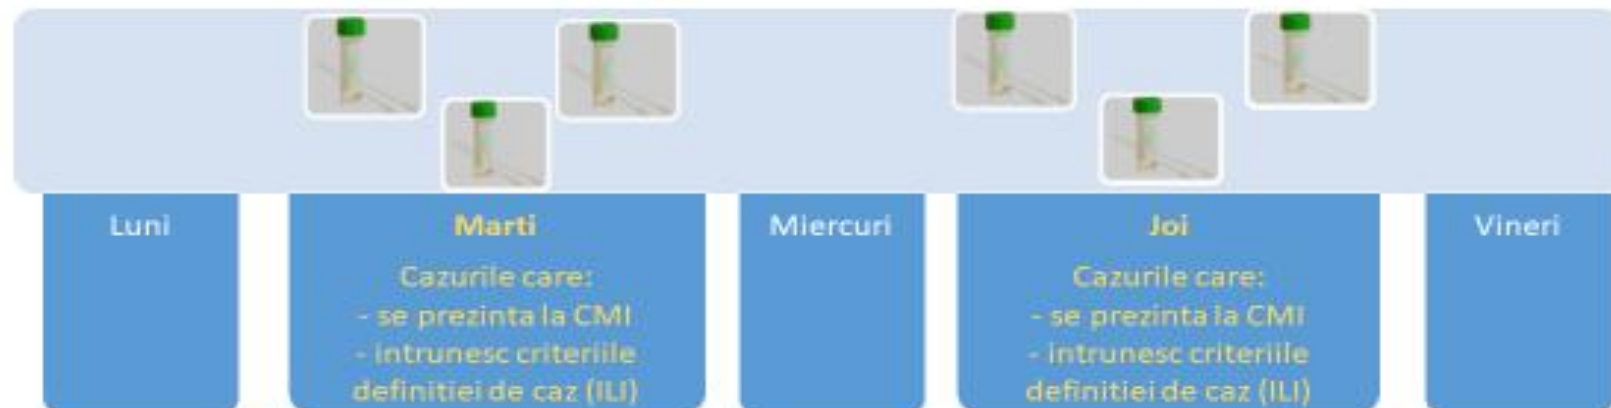 Luni
Marti
Cazurile care:
- se prezinta la CMI
- intrunesc criteriile
definitiei de caz (ILI)
Miercuri
Joi
Cazurile care:
- se prezinta la CMI
- intrunesc criteriile
definitiei de caz (ILI)
Vineri